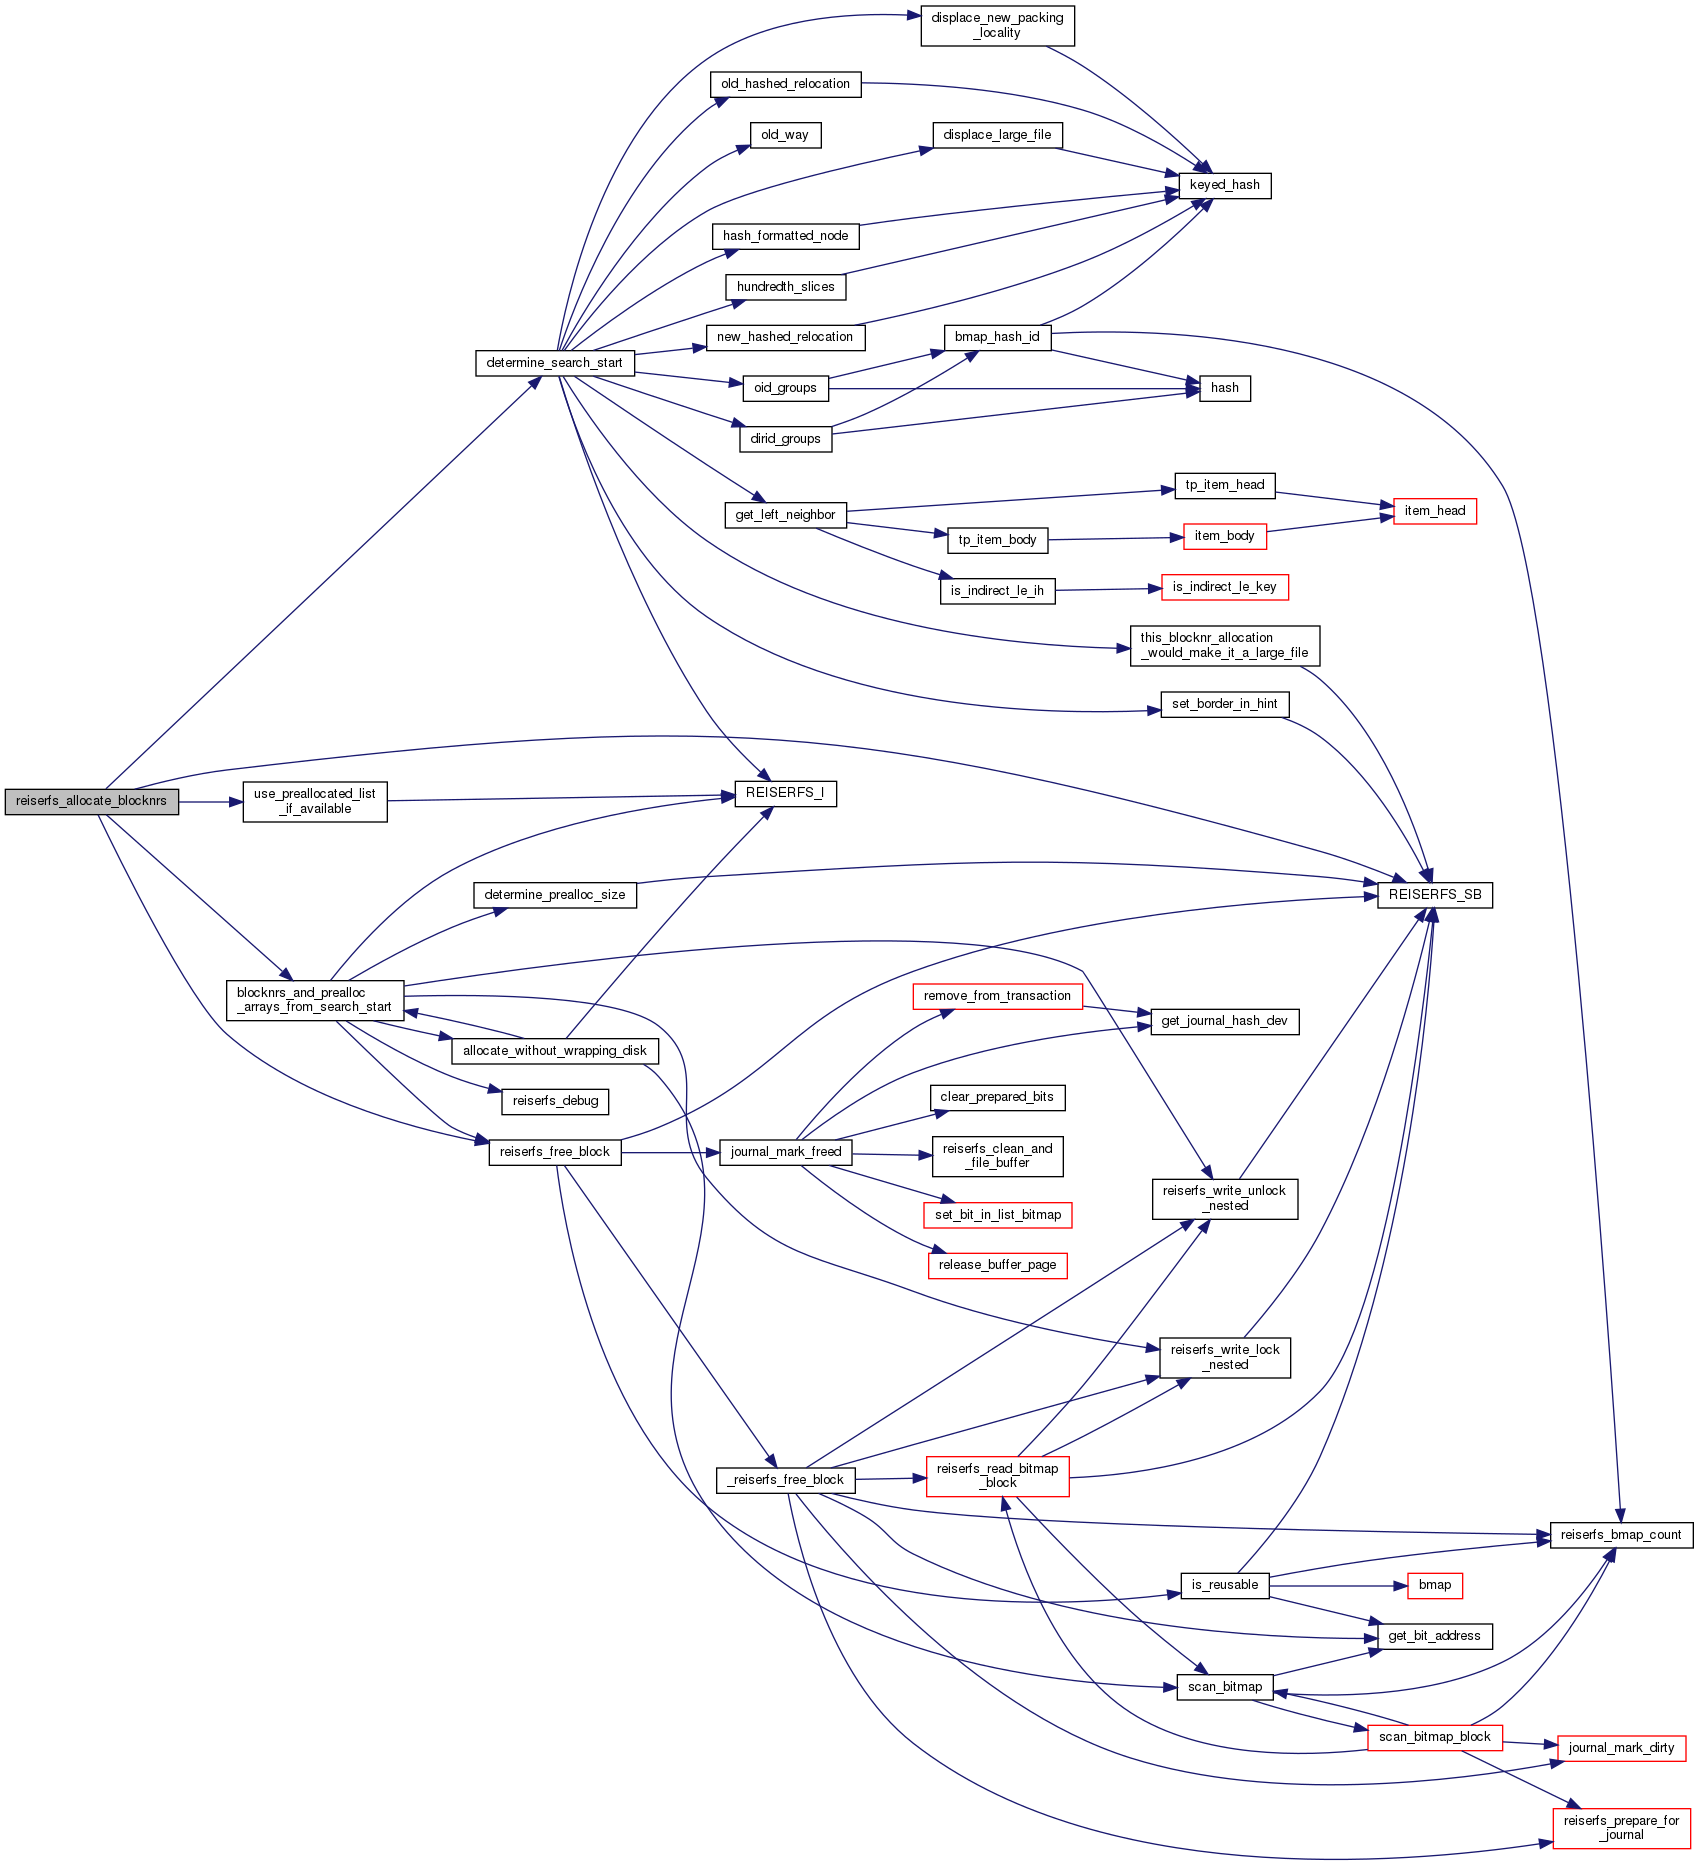 displace_new_packing
_locality
old_hashed_relocation
old_way
displace_large_file
keyed_hash
hash_formatted_node
hundredth_slices
new_hashed_relocation
bmap_hash_id
determine_search_start
oid_groups
hash
dirid_groups
tp_item_head
get_left_neighbor
item_head
tp_item_body
item_body
is_indirect_le_ih
is_indirect_le_key
this_blocknr_allocation
_would_make_it_a_large_file
set_border_in_hint
reiserfs_allocate_blocknrs
use_preallocated_list
_if_available
REISERFS_I
determine_prealloc_size
REISERFS_SB
blocknrs_and_prealloc
_arrays_from_search_start
remove_from_transaction
get_journal_hash_dev
allocate_without_wrapping_disk
reiserfs_debug
clear_prepared_bits
reiserfs_free_block
journal_mark_freed
reiserfs_clean_and
_file_buffer
reiserfs_write_unlock
_nested
set_bit_in_list_bitmap
release_buffer_page
reiserfs_write_lock
_nested
_reiserfs_free_block
reiserfs_read_bitmap
_block
reiserfs_bmap_count
is_reusable
bmap
get_bit_address
scan_bitmap
scan_bitmap_block
journal_mark_dirty
reiserfs_prepare_for
_journal